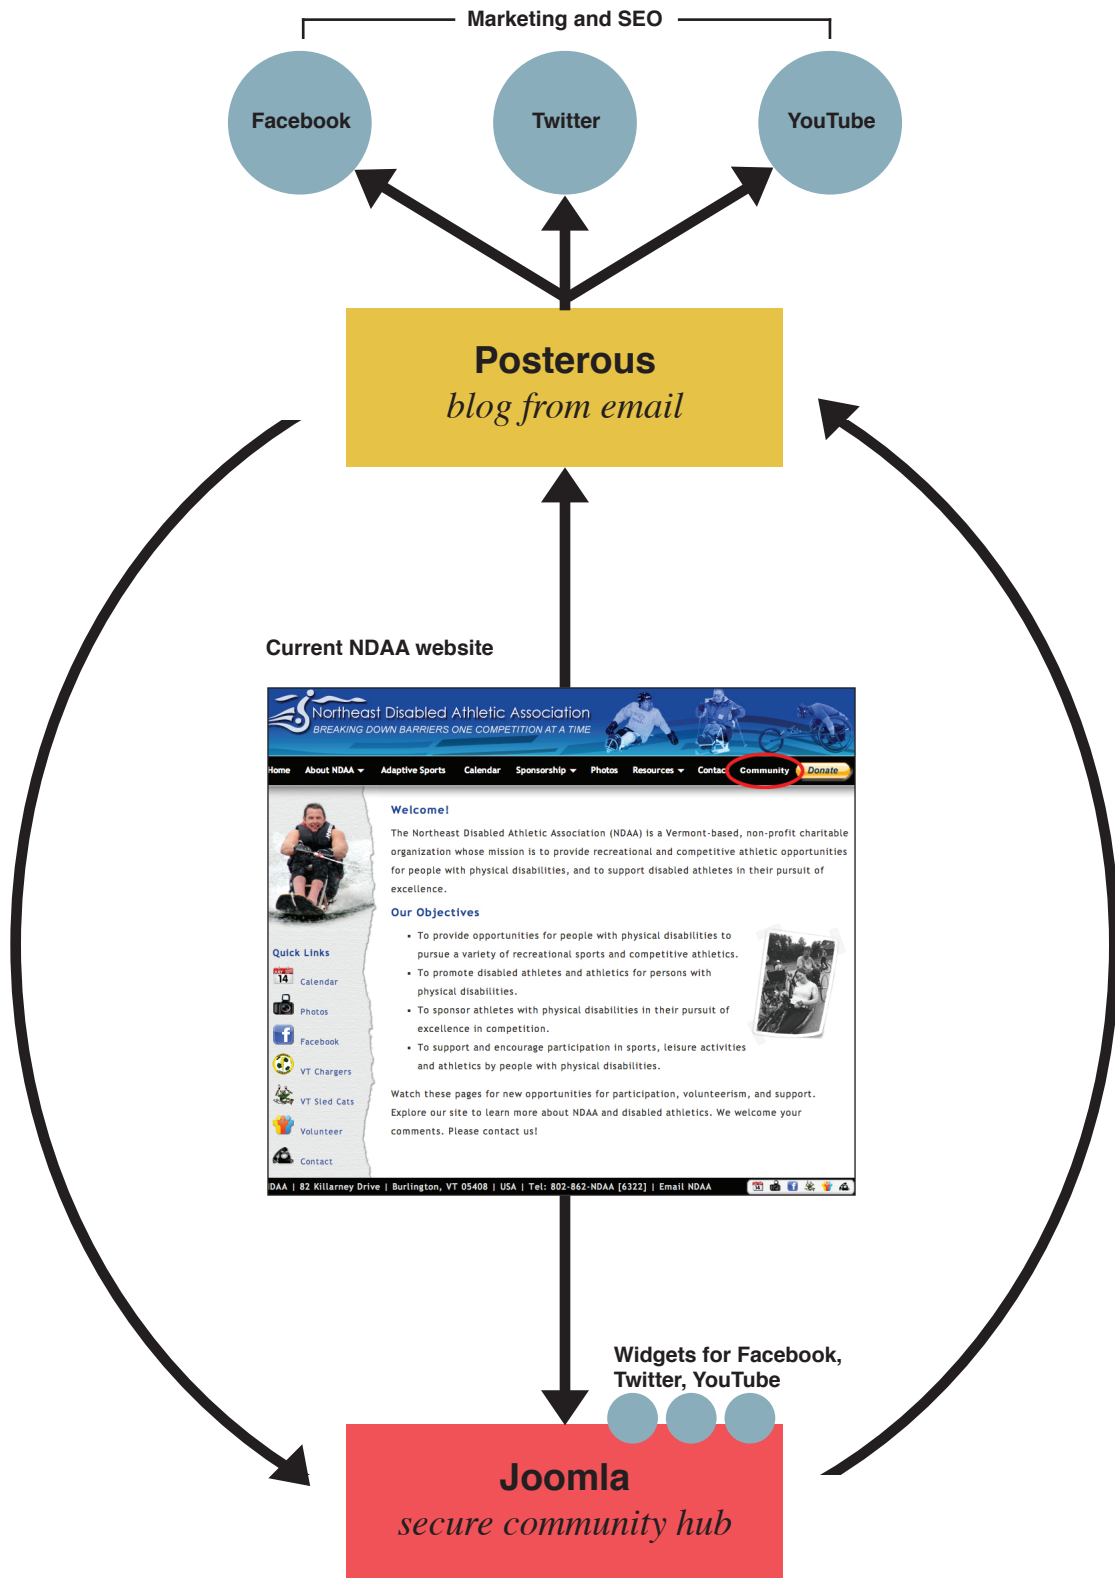 Marketing and SEO
Facebook
Twitter
YouTube
Posterous
blog from email
Current NDAA website
Northeast Disabled Athletic Association
BREAKING DOWN BARRIERS ONE COMPETITION AT A TIME
Home About NDAA Adaptive Sports Calendar Sponsorship Photos Resources Contac Community Donate
Welcome!
The Northeast Disabled Athletic Association (NDAA) is a Vermont-based, non-profit charitable
organization whose mission is to provide recreational and competitive athletic opportunities
for people with physical disabilities, and to support disabled athletes in their pursuit of
excellence.
Our Objectives
• To provide opportunities for people with physical disabilities to
pursue a variety of recreational sports and competitive athletics.
• To promote disabled athletes and athletics for persons with
physical disabilities.
• To sponsor athletes with physical disabilities in their pursuit of
excellence in competition.
• To support and encourage participation in sports, leisure activities
and athletics by people with physical disabilities.
Watch these pages for new opportunities for participation, volunteerism, and support.
Explore our site to learn more about NDAA and disabled athletics. We welcome your
comments. Please contact us!
Quick Links
14
Calendar
Photos
Facebook
VT Chargers
VT Sled Cats
Volunteer
Contact
DAA | 82 Killarney Drive | Burlington, VT 05408 | USA | Tel: 802-862-NDAA [6322] | Email NDAA
Widgets for Facebook,
Twitter, YouTube
Joomla
secure community hub